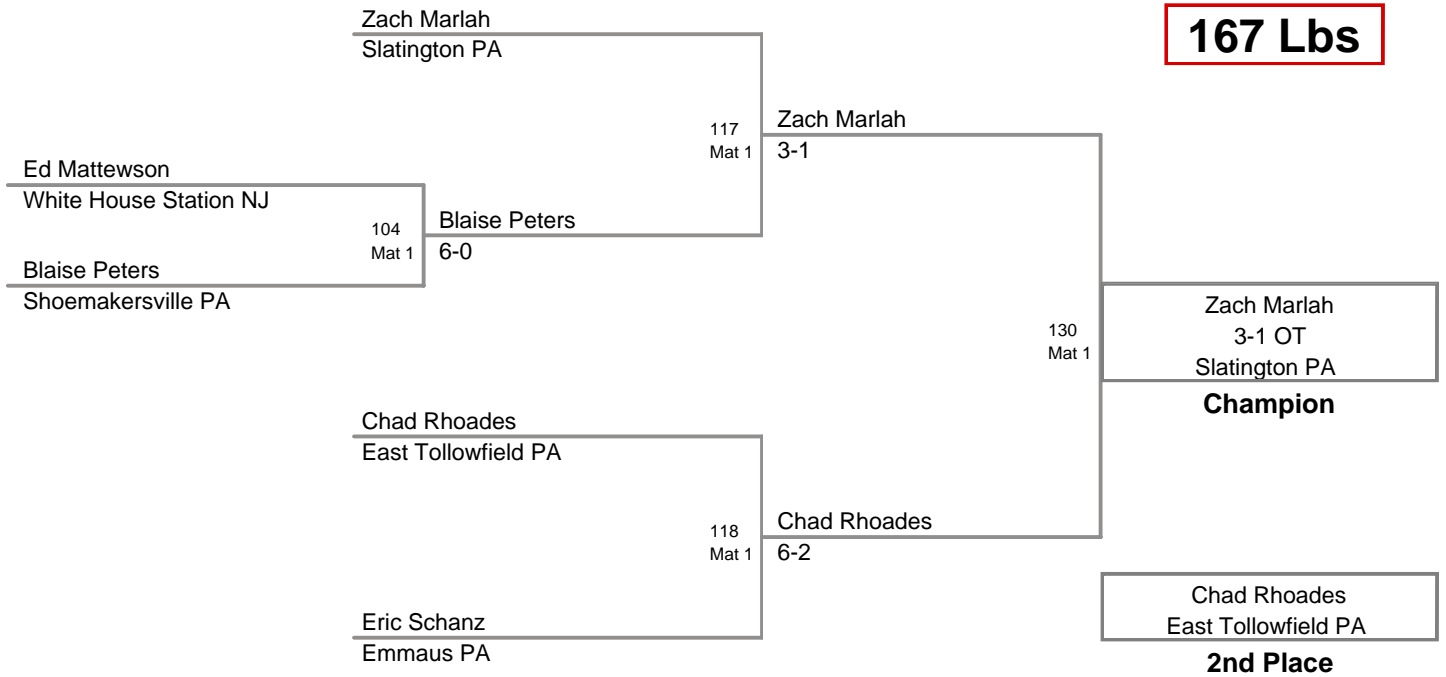 Zach Marlah
Slatington PA
167 Lbs
117
Mat 1
Zach Marlah
3-1
Ed Mattewson
White House Station NJ
104
Mat 1
Blaise Peters
6-0
Blaise Peters
Shoemakersville PA
130
Mat 1
Zach Marlah
3-1 OT
Slatington PA
Champion
Chad Rhoades
East Tollowfield PA
118
Mat 1
Chad Rhoades
6-2
Eric Schanz
Emmaus PA
Chad Rhoades
East Tollowfield PA
2nd Place